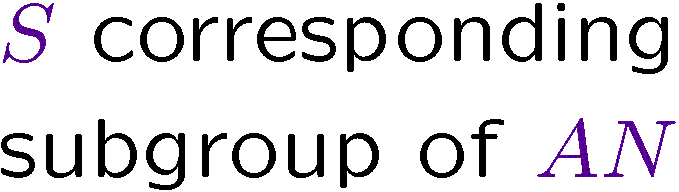 S corresponding
subgroup of AN